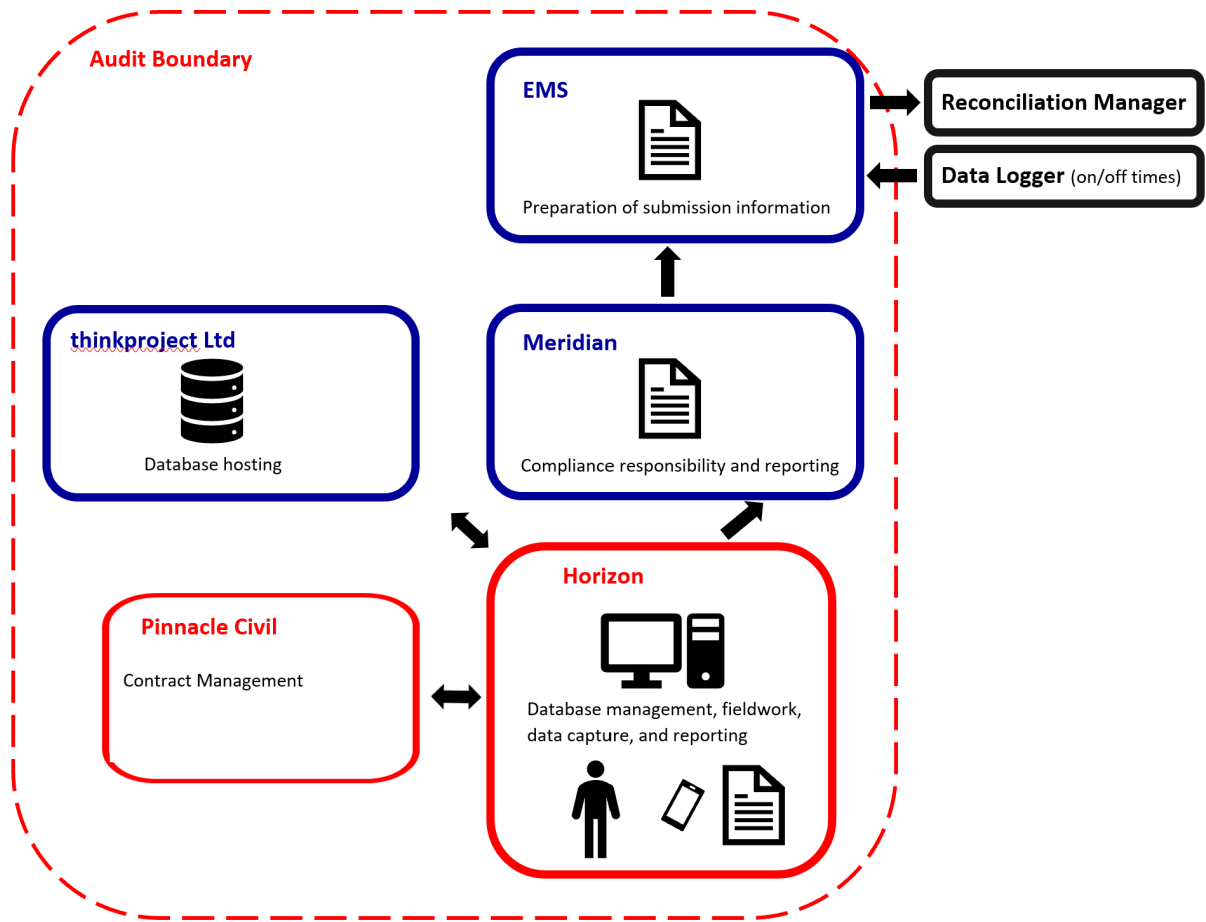 Audit Boundary
EMS
Preparation of submission information
Reconciliation Manager
Data Logger (on/off times)
thinkproject Ltd
Database hosting
Meridian
Compliance responsibility and reporting
Pinnacle Civil
Contract Management
Horizon
Database management, fieldwork,
data capture, and reporting